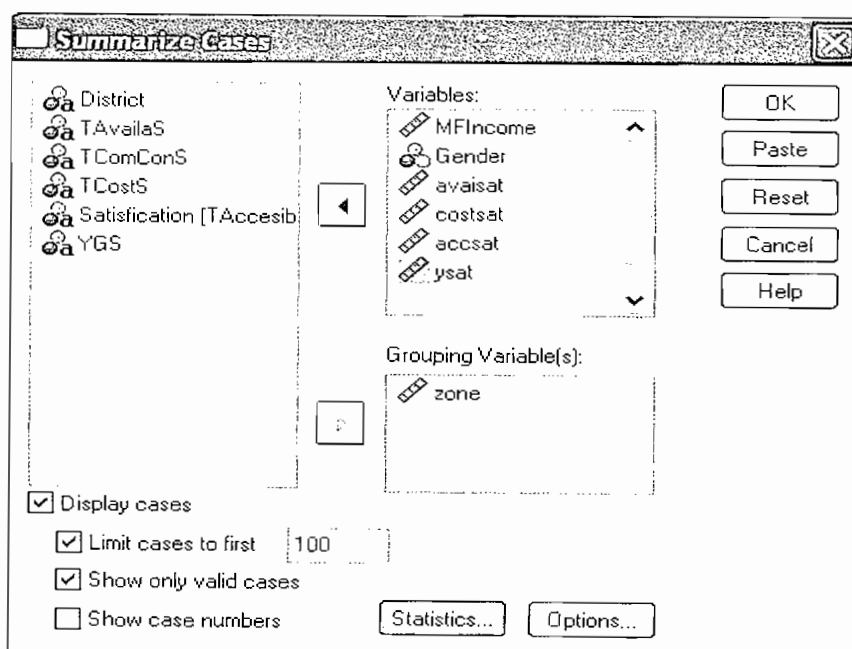 Summarize Cases
District
TAvailaS
TComConS
TCostS
Satisfication [TAccesib
YGS
Variables:
MFIncome
Gender
avaisat
costsat
accsat
ysat
Grouping Variable(s):
zone
OK
Paste
Reset
Cancel
Help
Display cases
Limit cases to first 100
Show only valid cases
Show case numbers
Statistics...
Options...